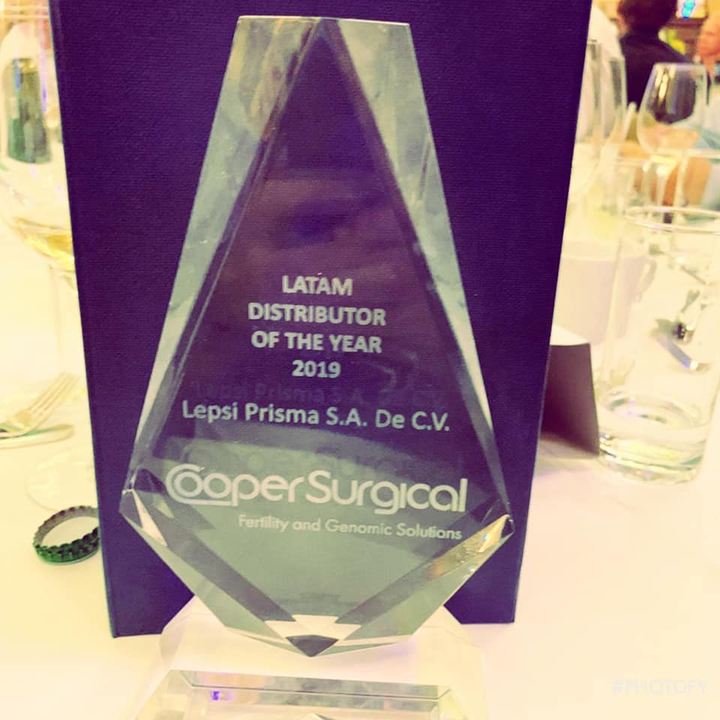 LATAM
DISTRIBUTOR
OF THE YEAR
2019
Lepsi Prisma S.A. De C.V.
CooperSurgical
Fertility and Genomic Solutions
#PHOTOFY